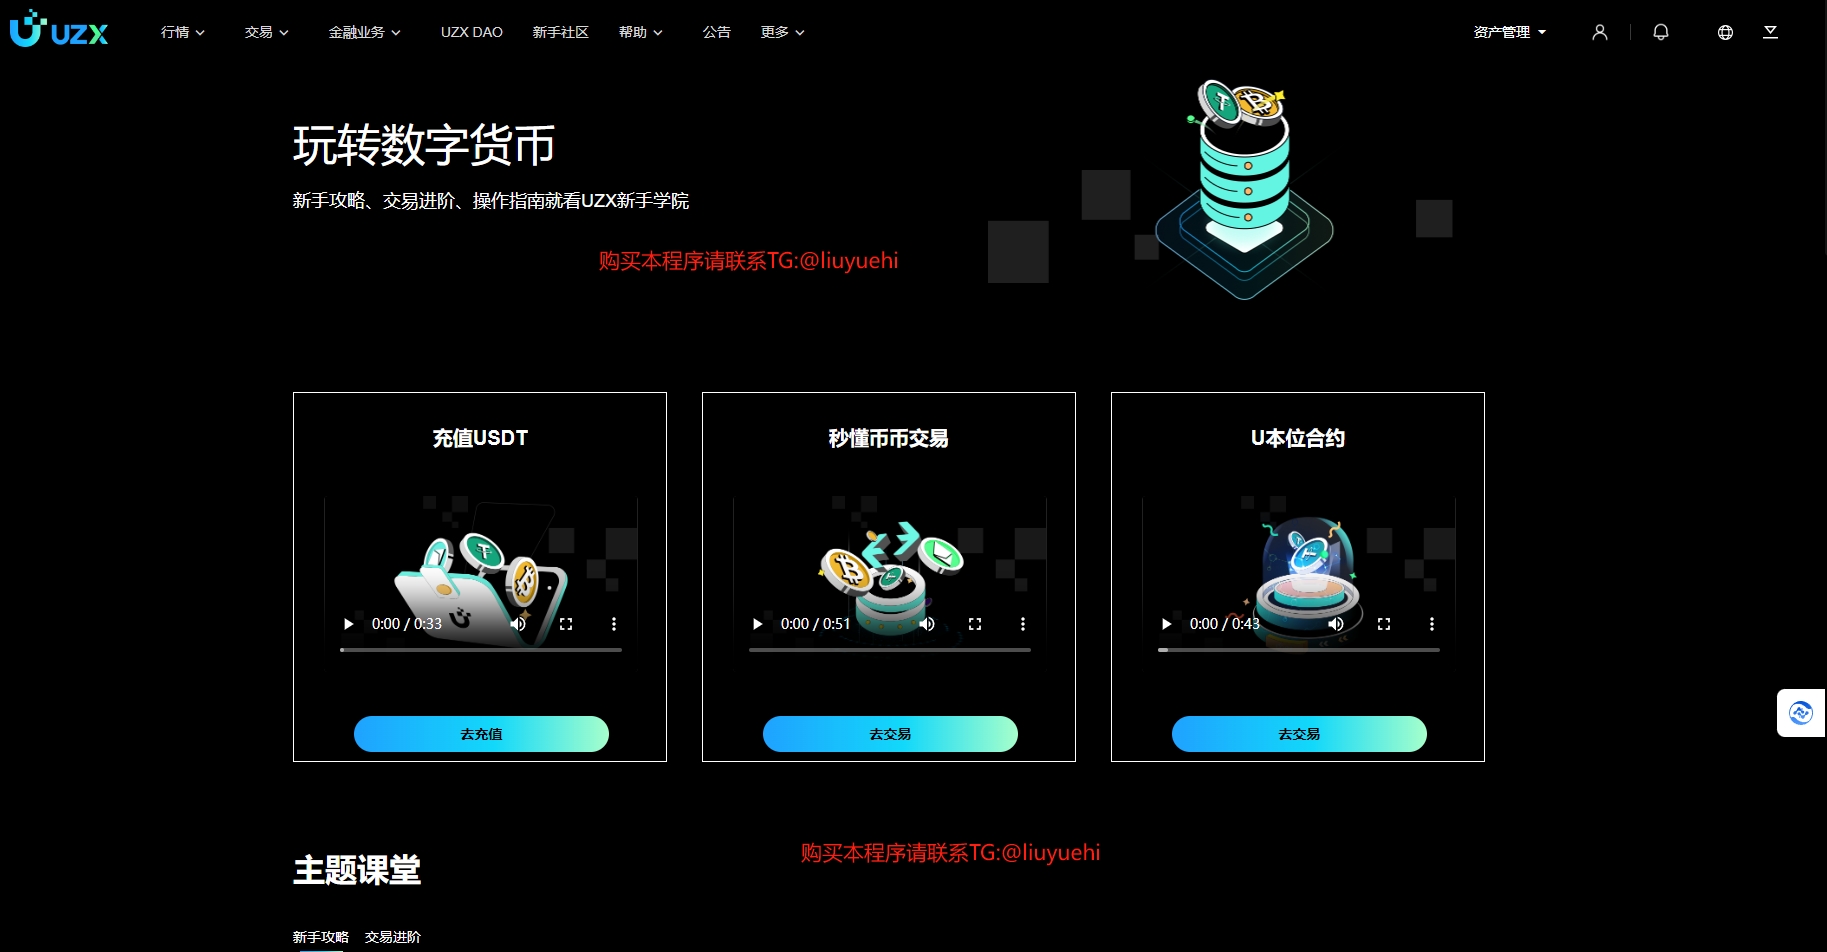 UZX
行情
交易
金融业务
UZX DAO
新手社区
帮助
公告
更多
资产管理
玩转数字货币
新手攻略、交易进阶、操作指南就看UZX新手学院
购买本程序请联系TG:@liuyuehi
充值USDT
0:00 / 0:33
去充值
秒懂币币交易
0:00 / 0:51
去交易
U本位合约
0:00 / 0:43
去交易
购买本程序请联系TG:@liuyuehi
主题课堂
新手攻略
交易进阶